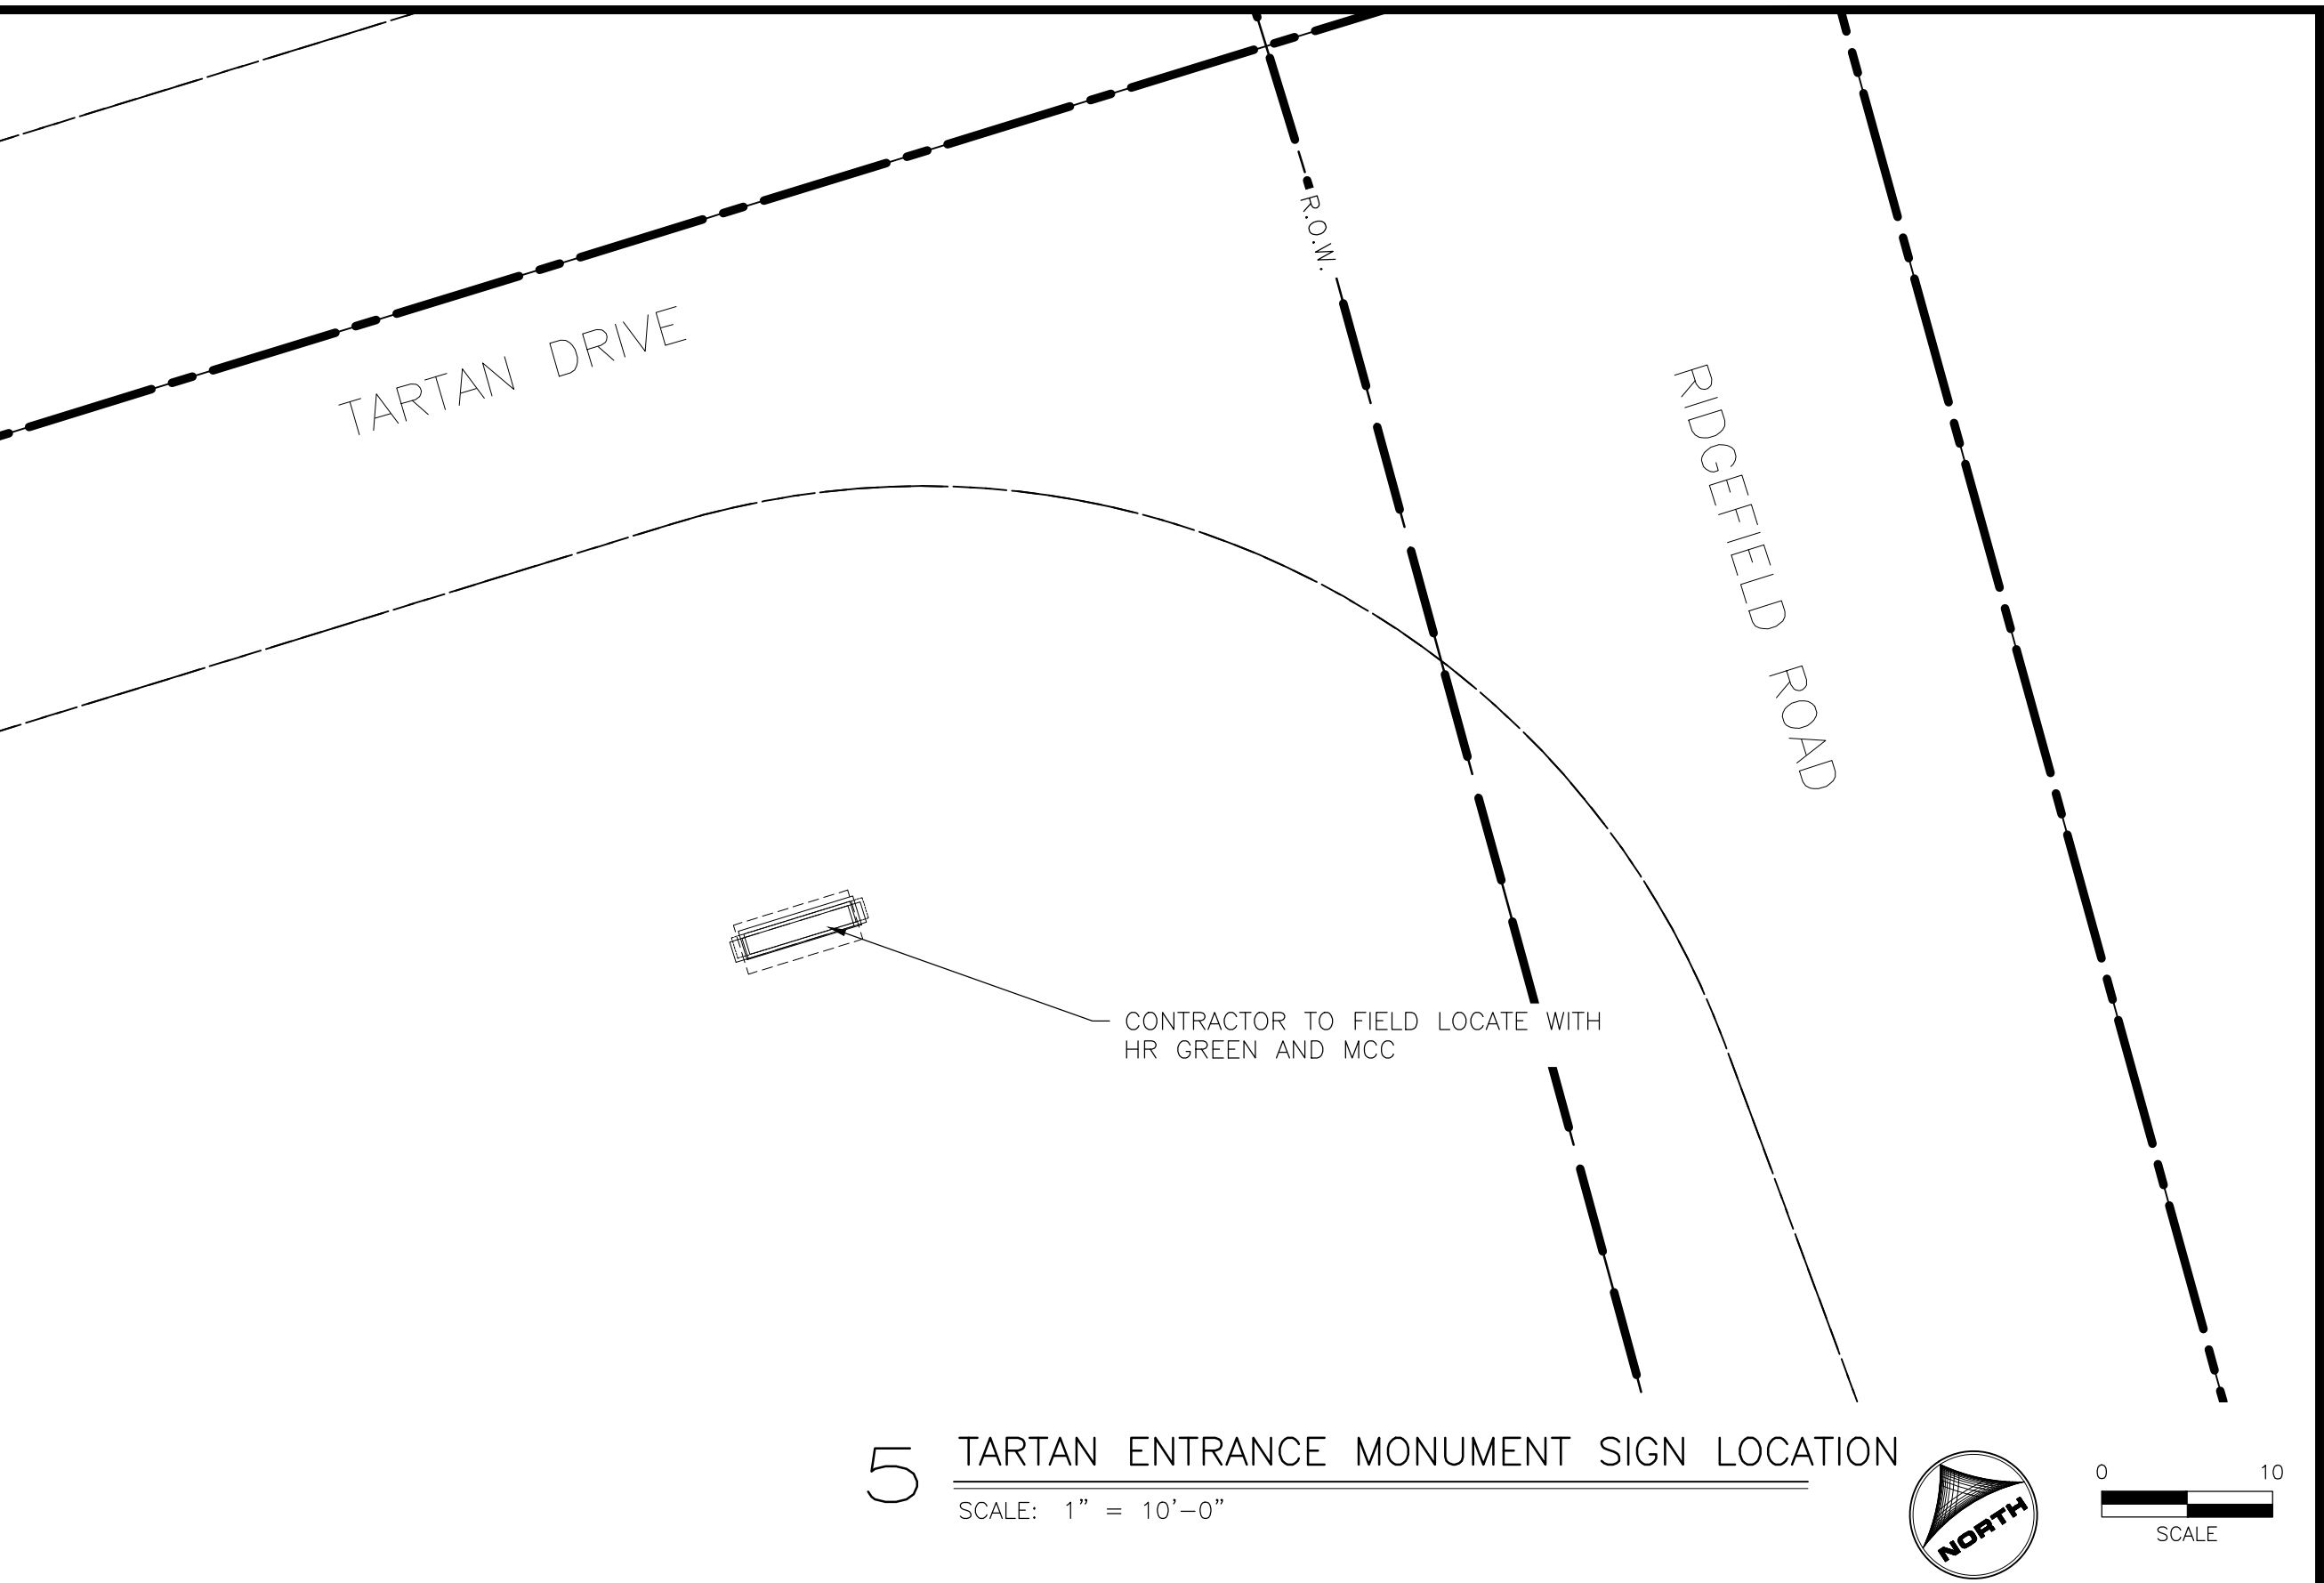 R.O.W.
TARTAN DRIVE
RIDGEFIELD ROAD
CONTRACTOR TO FIELD LOCATE WITH
HR GREEN AND MCC
5
TARTAN ENTRANCE MONUMENT SIGN LOCATION
SCALE: 1" = 10'-0"
NORTH
0 10
SCALE